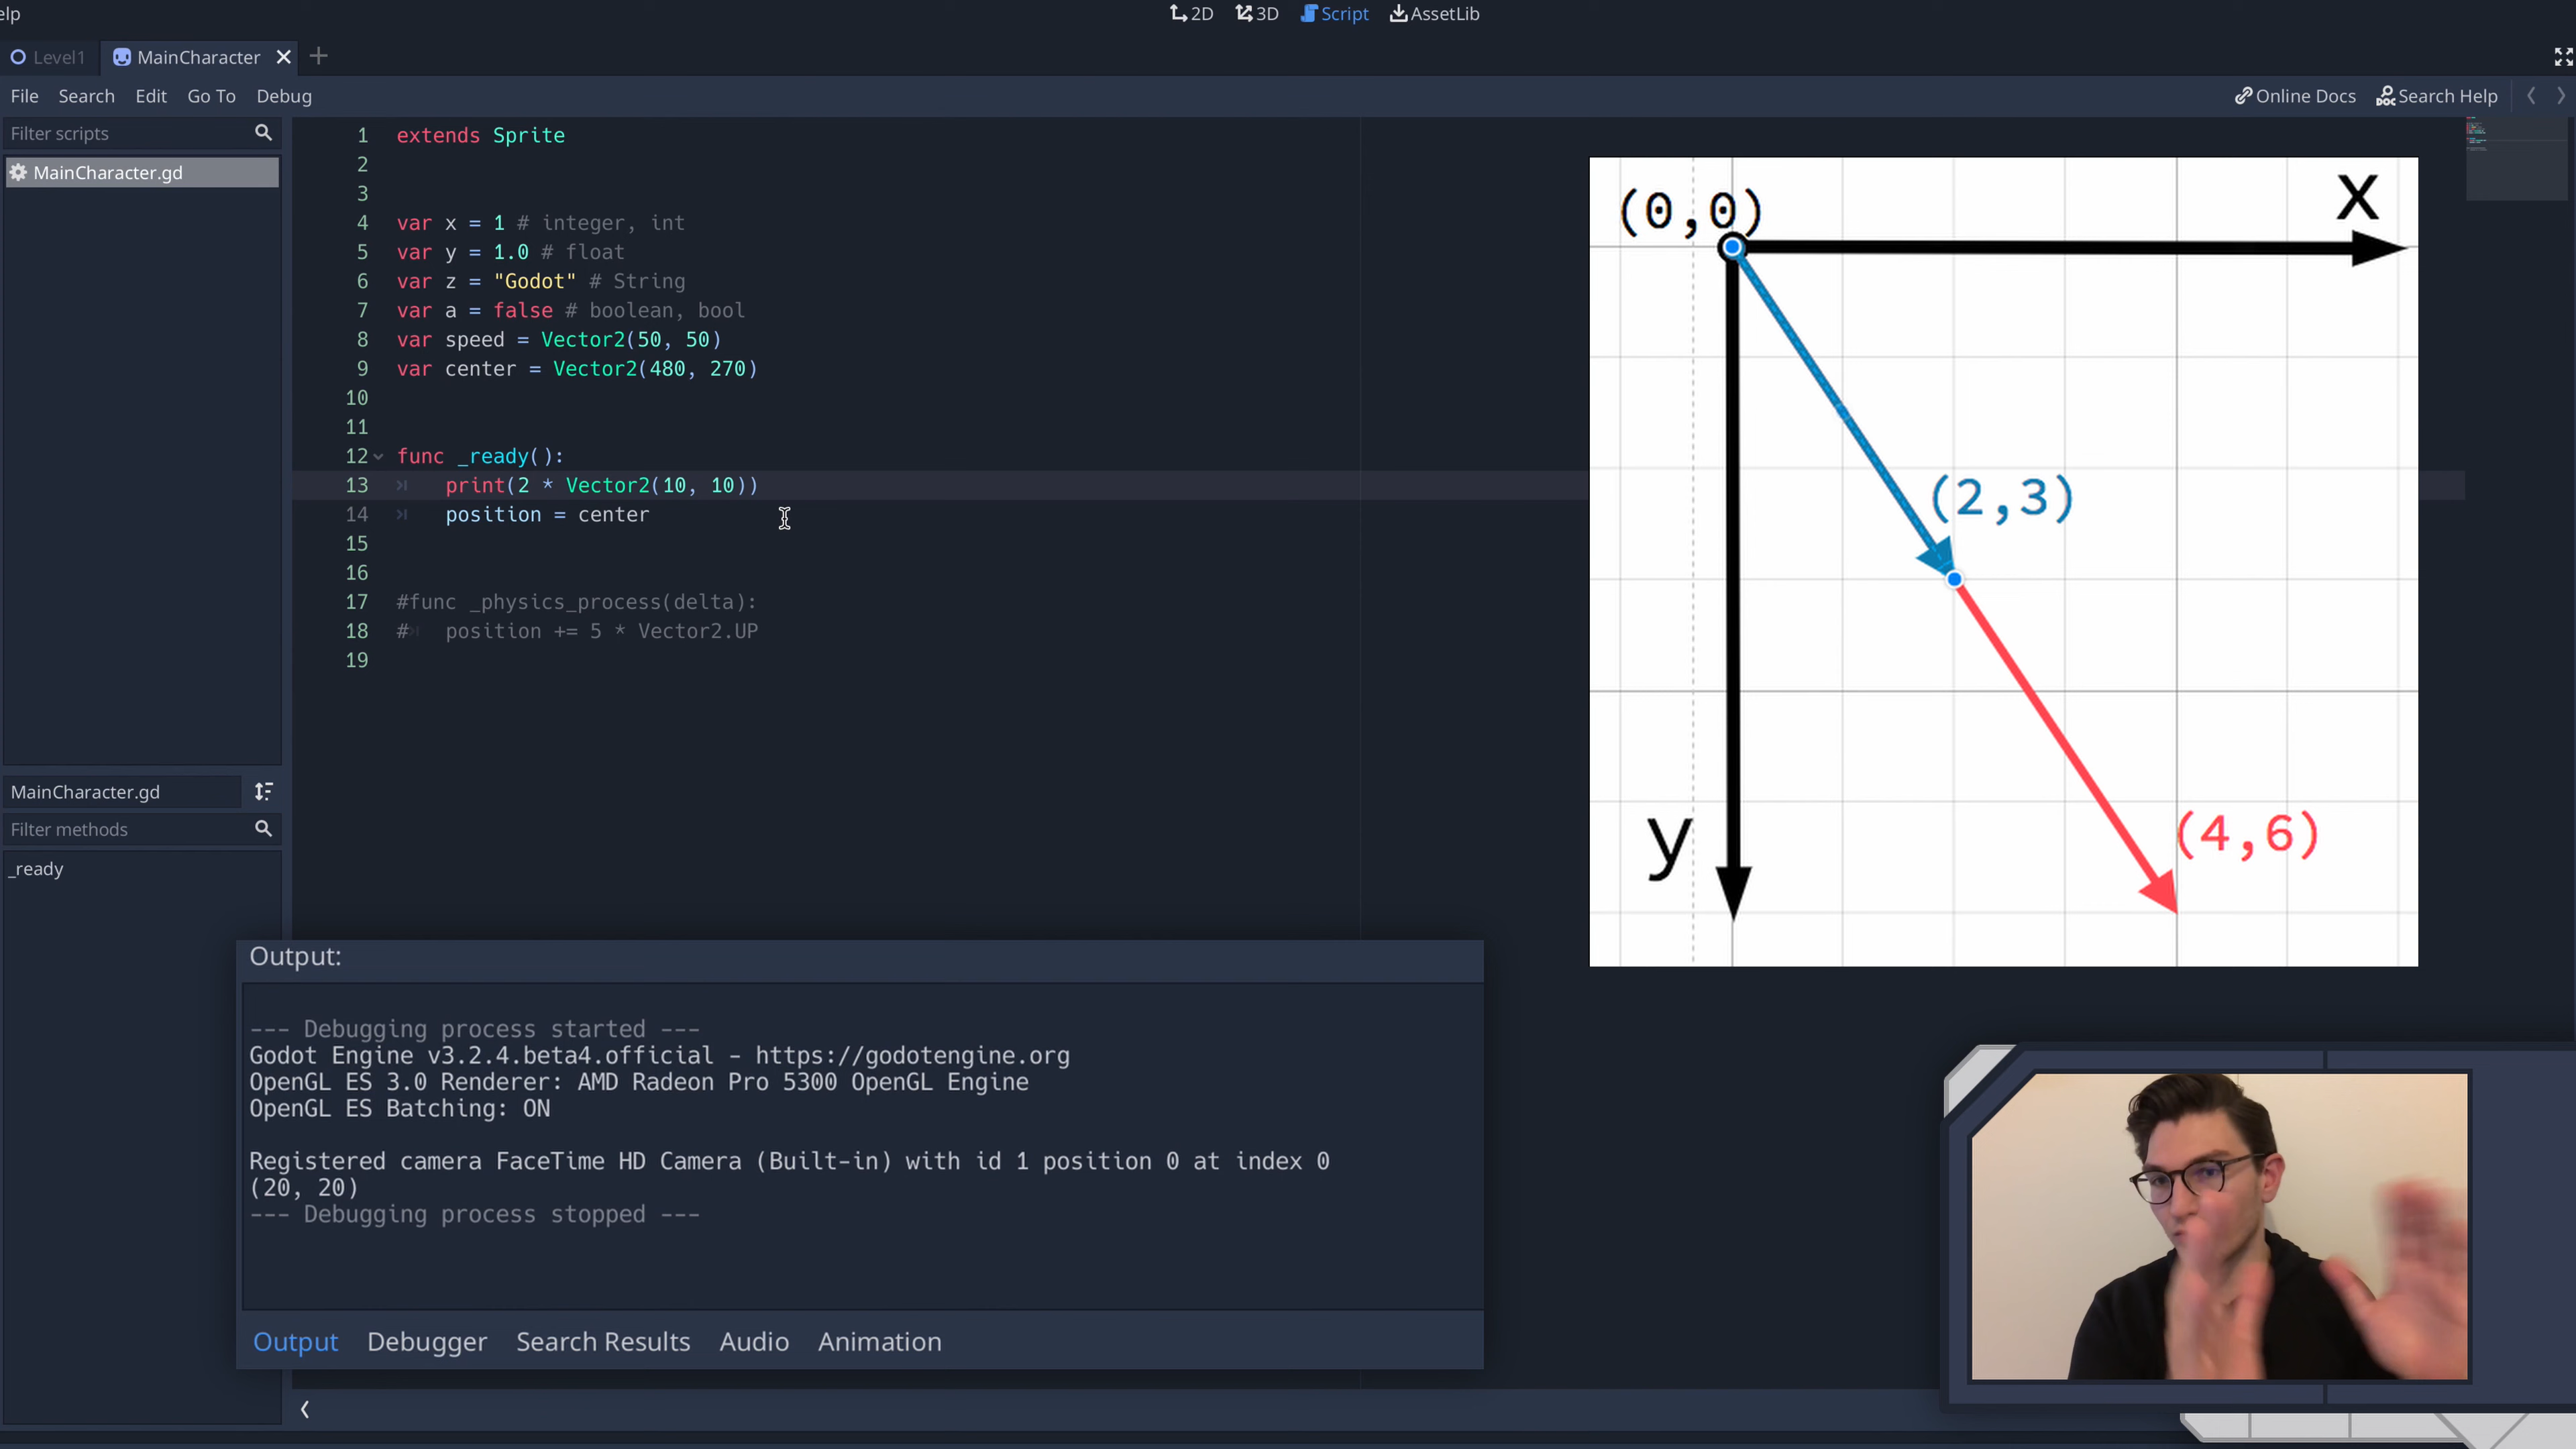 elp
2D 3D Script AssetLib
Level1 MainCharacter
File Search Edit Go To Debug Online Docs Search Help
Filter scripts
MainCharacter.gd
1 extends Sprite
2
3
4 var x = 1 # integer, int
5 var y = 1.0 # float
6 var z = "Godot" # String
7 var a = false # boolean, bool
8 var speed = Vector2(50, 50)
9 var center = Vector2(480, 270)
10
11
12 func _ready():
13 print(2 * Vector2(10, 10))
14 position = center
15
16
17 #func _physics_process(delta):
18 # position += 5 * Vector2.UP
19
(0,0)
x
(2,3)
y
(4,6)
MainCharacter.gd
Filter methods
_ready
Output:
--- Debugging process started ---
Godot Engine v3.2.4.beta4.official - https://godotengine.org
OpenGL ES 3.0 Renderer: AMD Radeon Pro 5300 OpenGL Engine
OpenGL ES Batching: ON
Registered camera FaceTime HD Camera (Built-in) with id 1 position 0 at index 0
(20, 20)
--- Debugging process stopped ---
Output Debugger Search Results Audio Animation